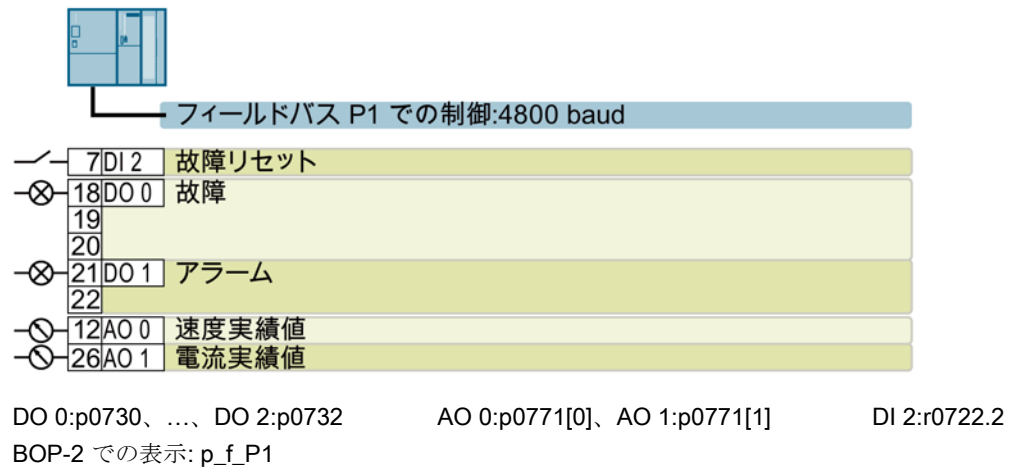 フィールドバス P1 での制御:4800 baud
7 DI 2 故障リセット
18 DO 0 故障
19
20
21 DO 1 アラーム
22
12 AO 0 速度実績値
26 AO 1 電流実績値
DO 0:p0730、…、DO 2:p0732 AO 0:p0771[0]、AO 1:p0771[1] DI 2:r0722.2
BOP-2 での表示: p_f_P1